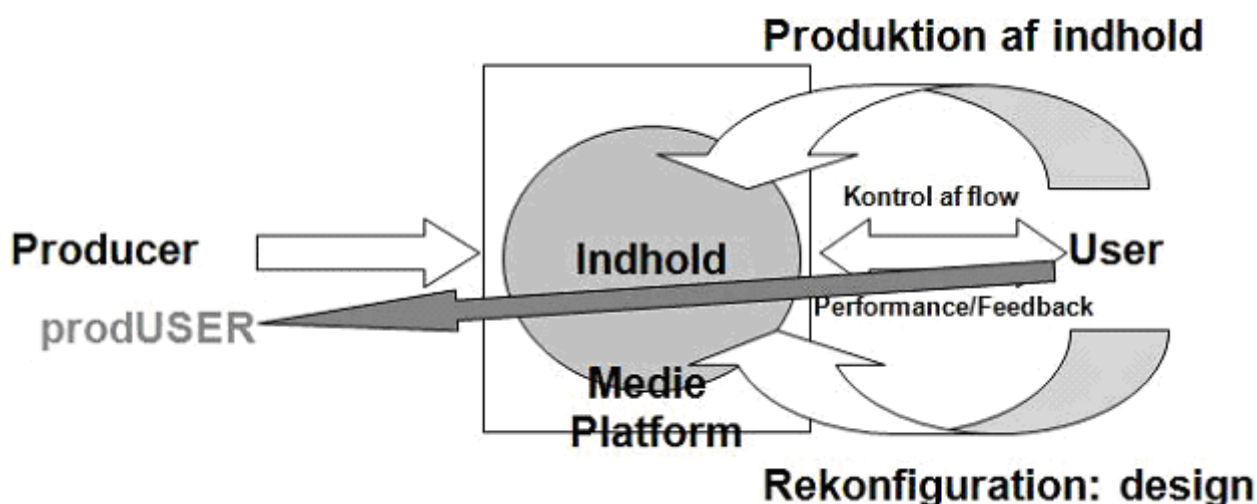 Produktion af indhold
Kontrol af flow
Producer
Indhold
User
Performance/Feedback
prodUSER
Medie
Platform
Rekonfiguration: design